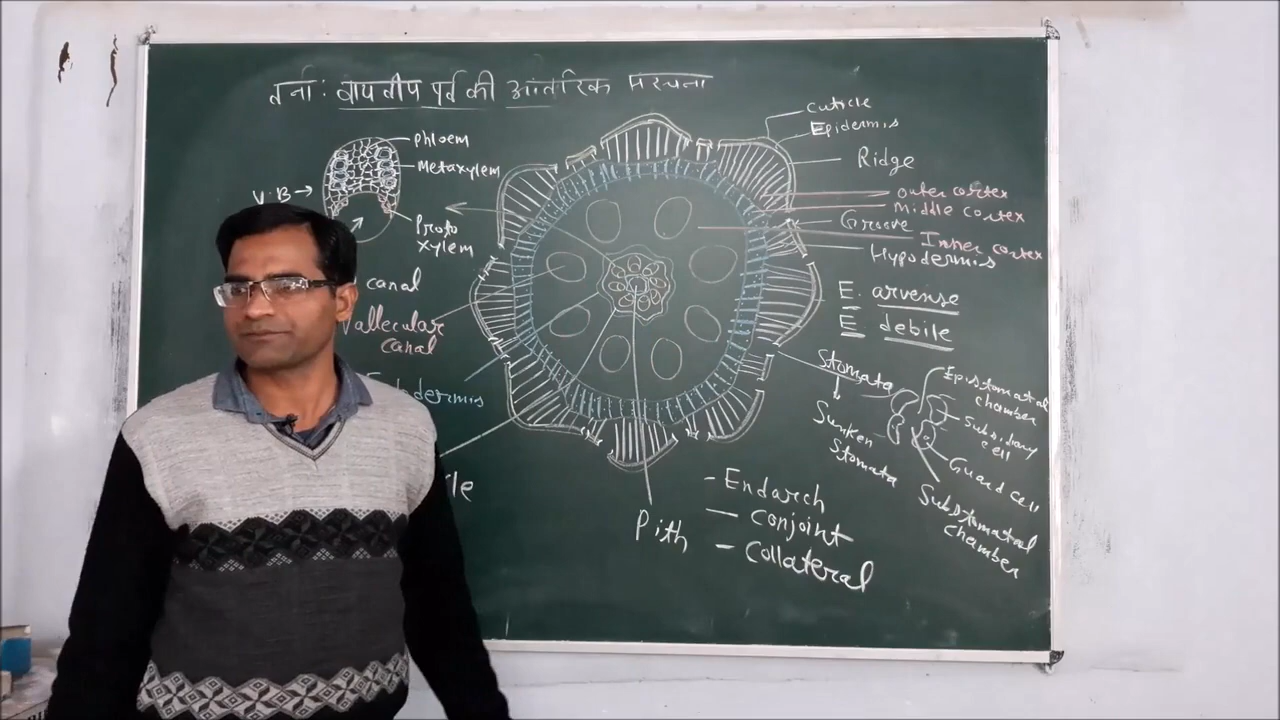 तना: वायवीय पर्व की आंतरिक संरचना
Phloem
Metaxylem
V.B
Proto
xylem
canal
Vallecular
canal
Cuticle
Epidermis
Ridge
outer cortex
middle cortex
Groove
Inner cortex
Hypodermis
E. arvense
E debile
Stomata
Sunken
Stomata
Epistomatal
chamber
Subsidiary
cell
Guard cell
Substomatal
chamber
Pith
- Endarch
- conjoint
- Collateral